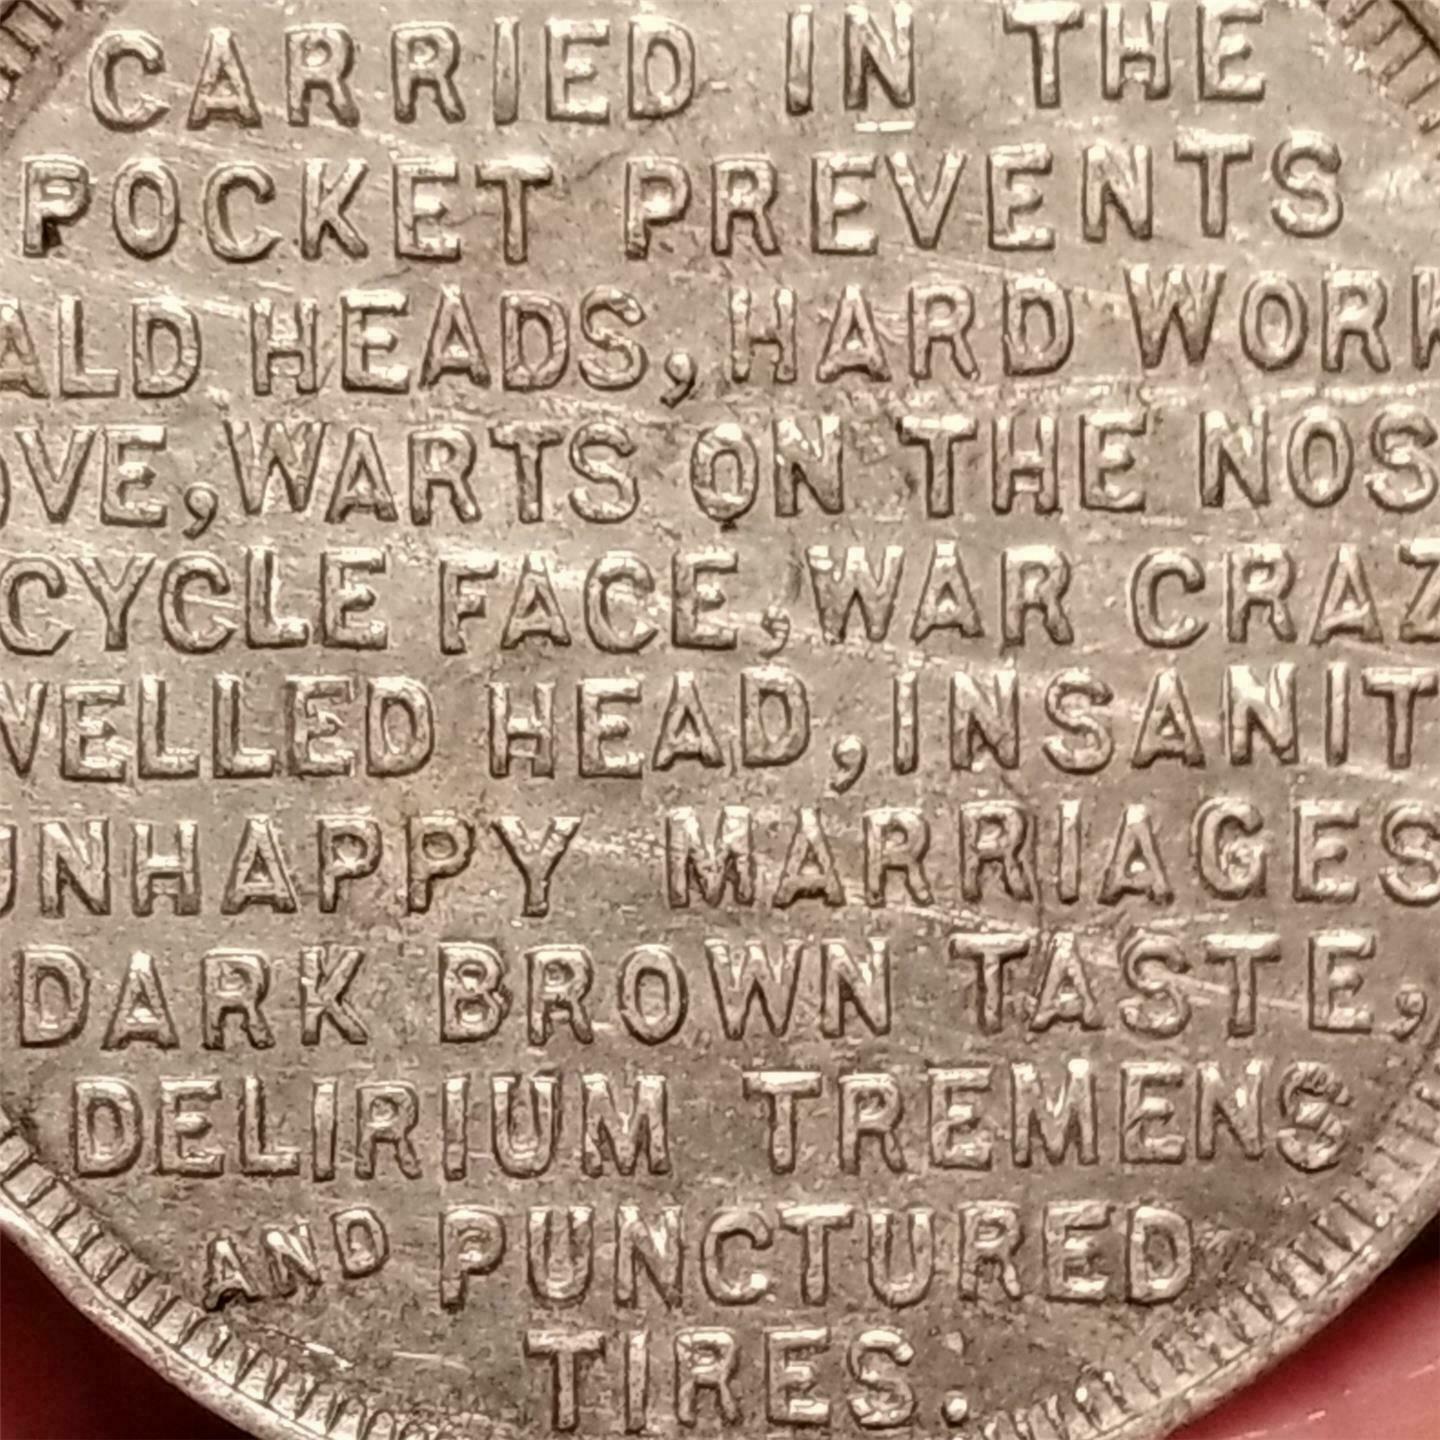 CARRIED IN THE
POCKET PREVENTS
ALD HEADS, HARD WORK
OVE, WARTS ON THE NOS
CYCLE FACE, WAR CRAZ
WELLED HEAD, INSANIT
UNHAPPY MARRIAGES
DARK BROWN TASTE,
DELIRIUM TREMENS
AND PUNCTURED
TIRES.